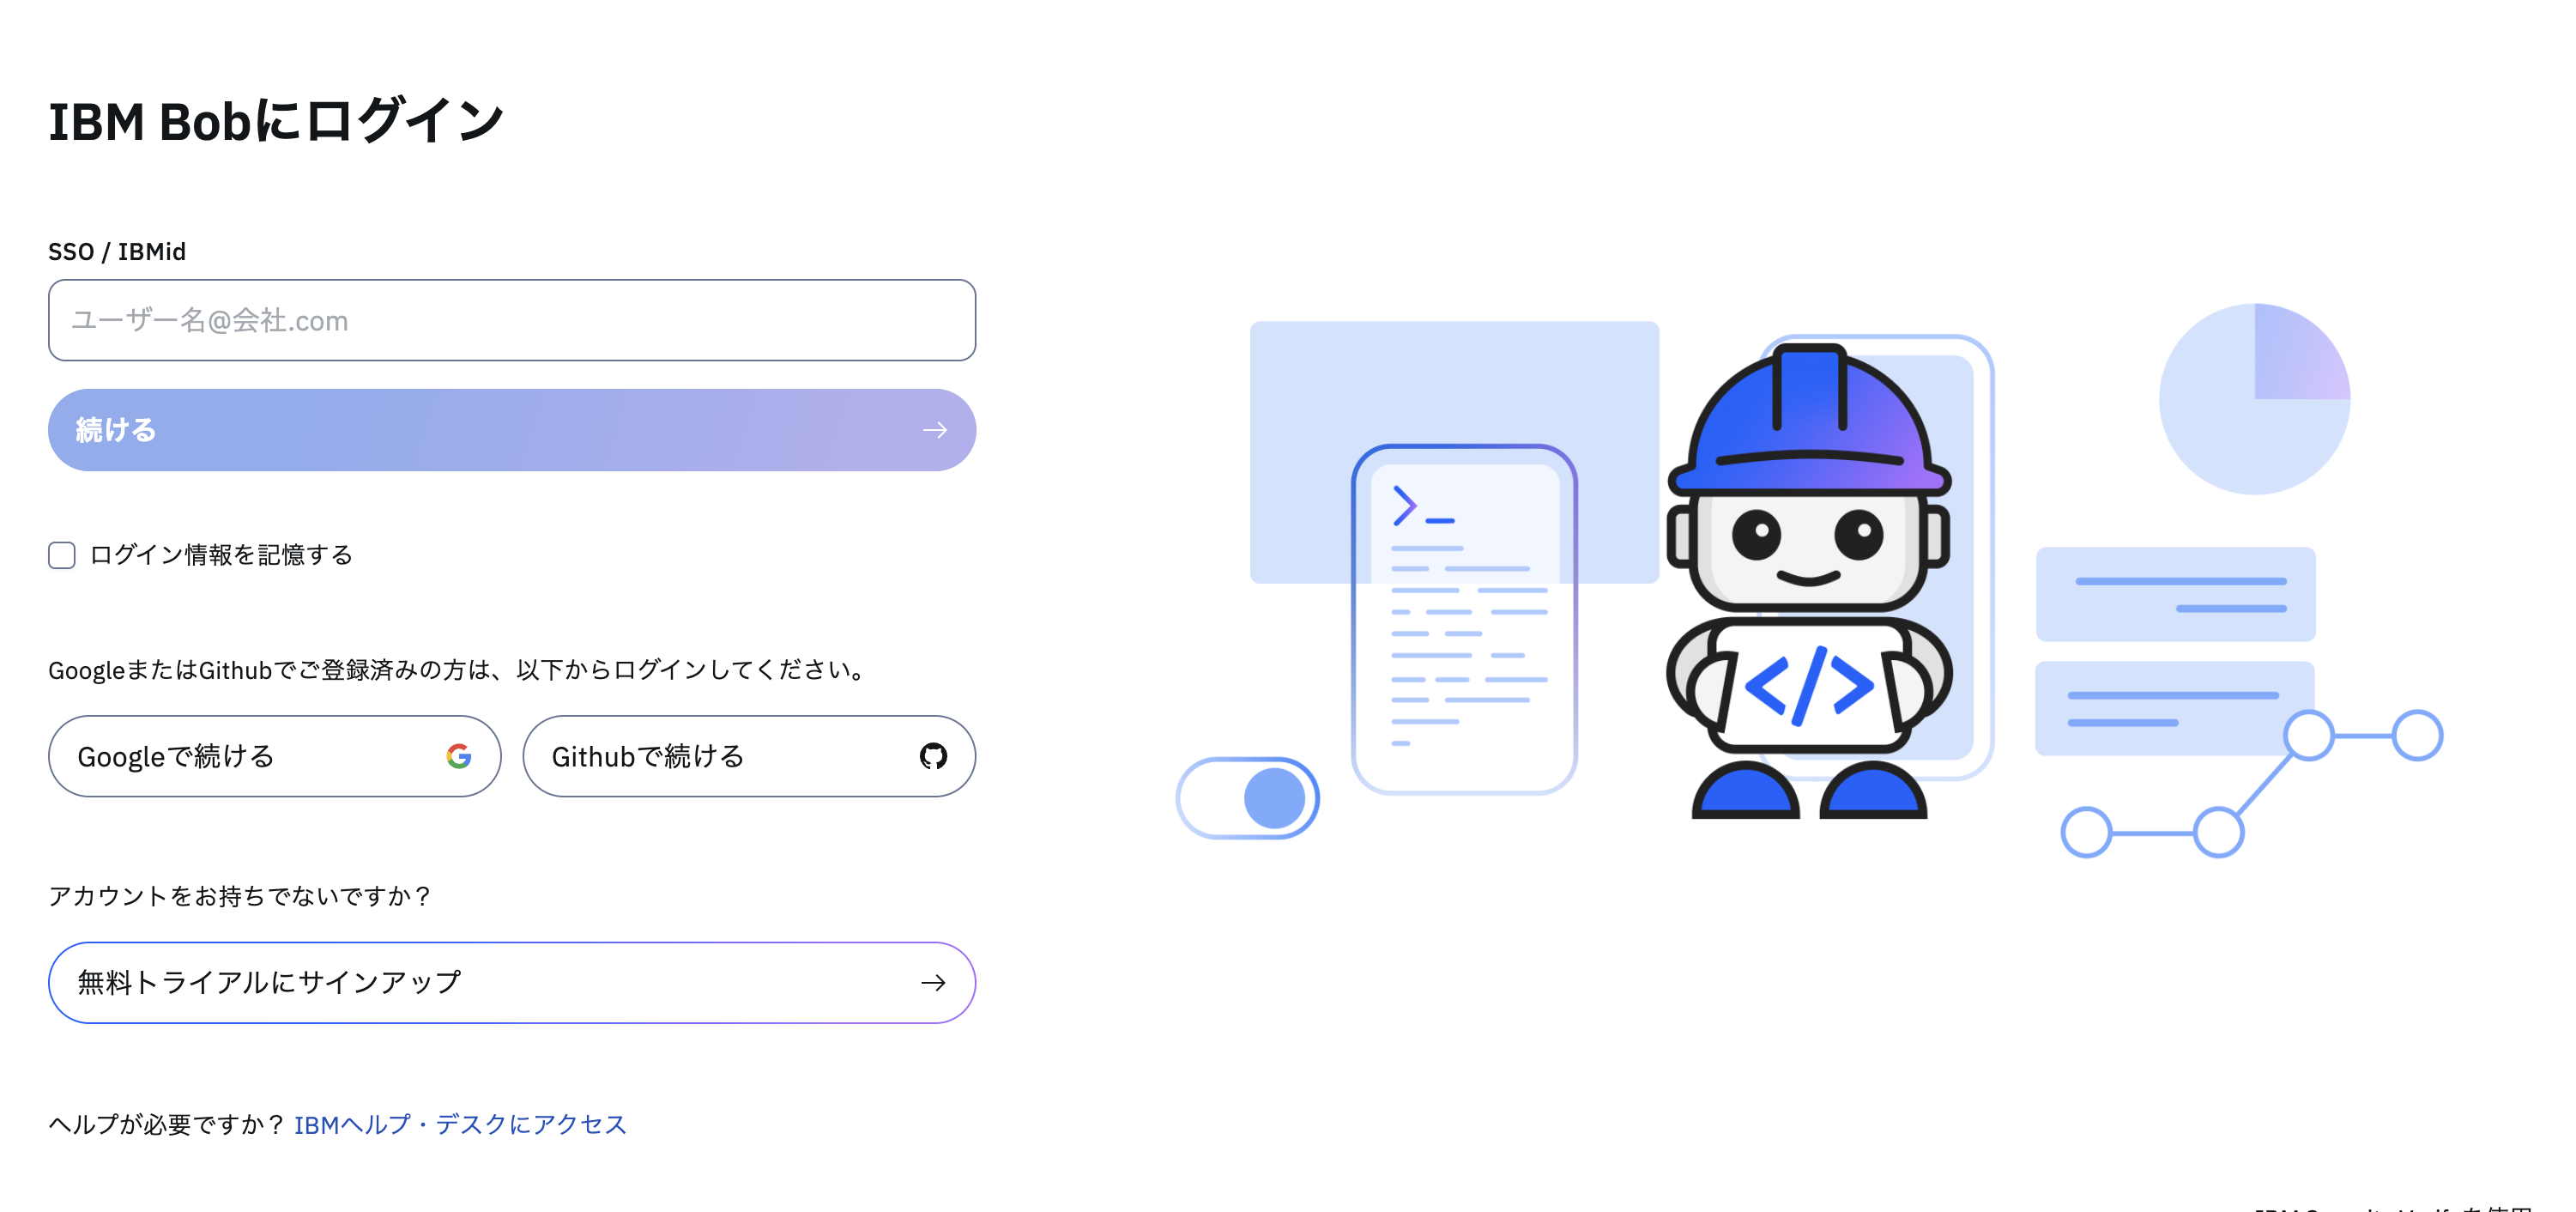 IBM Bobにログイン
SSO / IBMid
ユーザー名@会社.com
続ける
ログイン情報を記憶する
GoogleまたはGithubでご登録済みの方は、以下からログインしてください。
Googleで続ける
Githubで続ける
アカウントをお持ちでないですか？
無料トライアルにサインアップ
ヘルプが必要ですか？ IBMヘルプ・デスクにアクセス